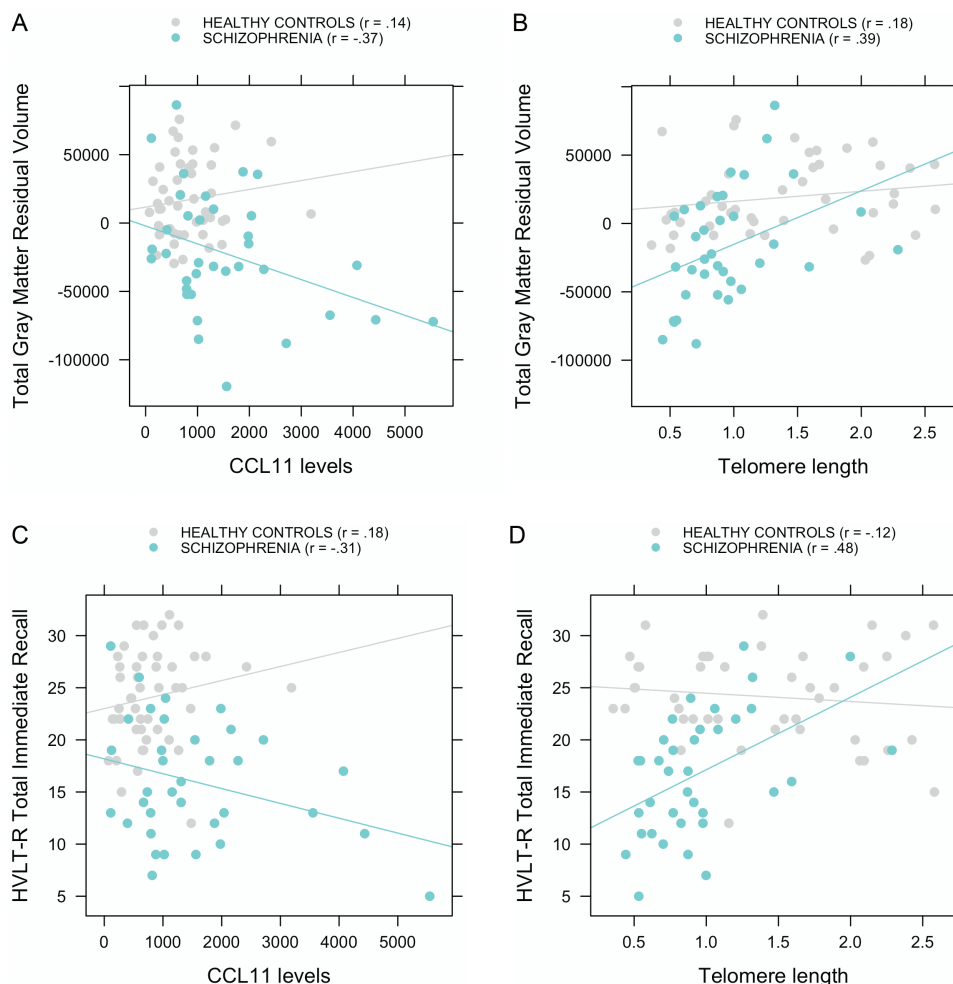 A
HEALTHY CONTROLS (r = .14)
SCHIZOPHRENIA (r = -.37)
Total Gray Matter Residual Volume
50000
0
-50000
-100000
0 1000 2000 3000 4000 5000
CCL11 levels
B
HEALTHY CONTROLS (r = .18)
SCHIZOPHRENIA (r = .39)
Total Gray Matter Residual Volume
50000
0
-50000
-100000
0.5 1.0 1.5 2.0 2.5
Telomere length
C
HEALTHY CONTROLS (r = .18)
SCHIZOPHRENIA (r = -.31)
HVLT-R Total Immediate Recall
30
25
20
15
10
5
0 1000 2000 3000 4000 5000
CCL11 levels
D
HEALTHY CONTROLS (r = -.12)
SCHIZOPHRENIA (r = .48)
HVLT-R Total Immediate Recall
30
25
20
15
10
5
0.5 1.0 1.5 2.0 2.5
Telomere length